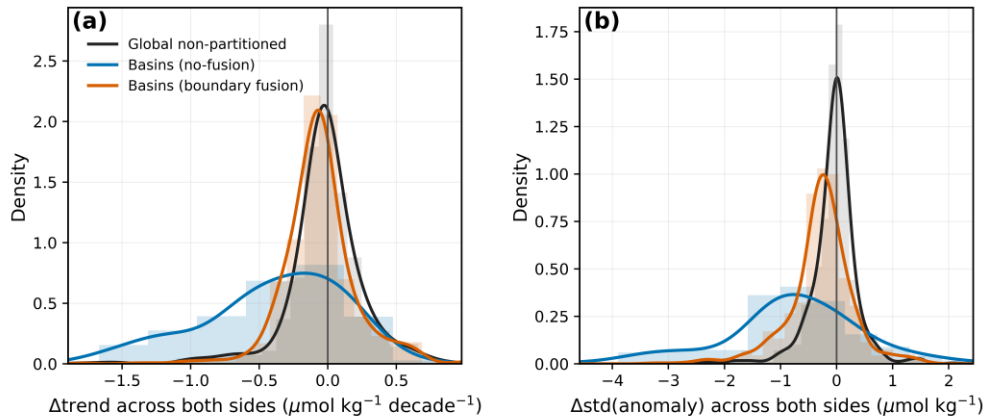 (a)
Global non-partitioned
Basins (no-fusion)
Basins (boundary fusion)
Density
2.5
2.0
1.5
1.0
0.5
0.0
−1.5 −1.0 −0.5 0.0 0.5
Δtrend across both sides (μmol kg⁻¹ decade⁻¹)
(b)
Density
1.75
1.50
1.25
1.00
0.75
0.50
0.25
0.00
−4 −3 −2 −1 0 1 2
Δstd(anomaly) across both sides (μmol kg⁻¹)